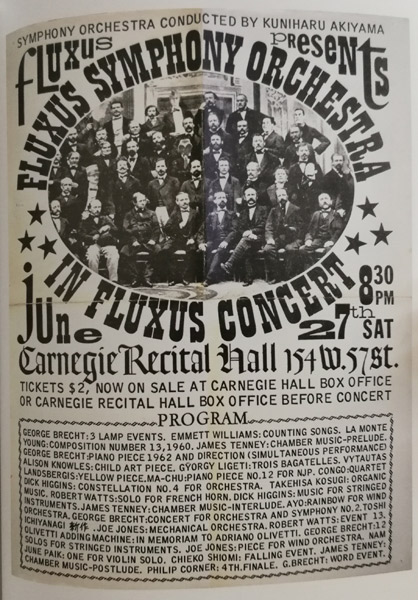 SYMPHONY ORCHESTRA CONDUCTED BY KUNIHARU AKIYAMA
fluxus presents
FLUXUS SYMPHONY ORCHESTRA
IN FLUXUS CONCERT
june 27th SAT 8 30 PM
Carnegie Recital Hall 154 W. 57 St.
TICKETS $2, NOW ON SALE AT CARNEGIE HALL BOX OFFICE
OR CARNEGIE RECITAL HALL BOX OFFICE BEFORE CONCERT
PROGRAM
GEORGE BRECHT: 3 LAMP EVENTS. EMMETT WILLIAMS: COUNTING SONGS. LA MONTE
YOUNG: COMPOSITION NUMBER 13, 1960. JAMES TENNEY: CHAMBER MUSIC-PRELUDE.
GEORGE BRECHT: PIANO PIECE 1962 AND DIRECTION (SIMULTANEOUS PERFORMANCE)
ALISON KNOWLES: CHILD ART PIECE. GYORGY LIGETI: TROIS BAGATELLES. VYTAUTAS
LANDSBERGIS: YELLOW PIECE. MA-CHU: PIANO PIECE NO.12 FOR NJP. CONGO: QUARTET
DICK HIGGINS: CONSTELLATION NO.4 FOR ORCHESTRA. TAKEHISA KOSUGI: ORGANIC
MUSIC. ROBERT WATTS: SOLO FOR FRENCH HORN. DICK HIGGINS: MUSIC FOR STRINGED
INSTRUMENTS. JAMES TENNEY: CHAMBER MUSIC-INTERLUDE. AYO: RAINBOW FOR WIND
ORCHESTRA. GEORGE BRECHT: CONCERT FOR ORCHESTRA AND SYMPHONY NO.2. TOSHI
ICHIYANAGI 新作. JOE JONES: MECHANICAL ORCHESTRA. ROBERT WATTS: EVENT 13.
OLIVETTI ADDING MACHINE: IN MEMORIAM TO ADRIANO OLIVETTI. GEORGE BRECHT: 12
SOLOS FOR STRINGED INSTRUMENTS. JOE JONES: PIECE FOR WIND ORCHESTRA. NAM
JUNE PAIK: ONE FOR VIOLIN SOLO. CHIEKO SHIOMI: FALLING EVENT. JAMES TENNEY:
CHAMBER MUSIC-POSTLUDE. PHILIP CORNER: 4TH.FINALE. G.BRECHT: WORD EVENT.